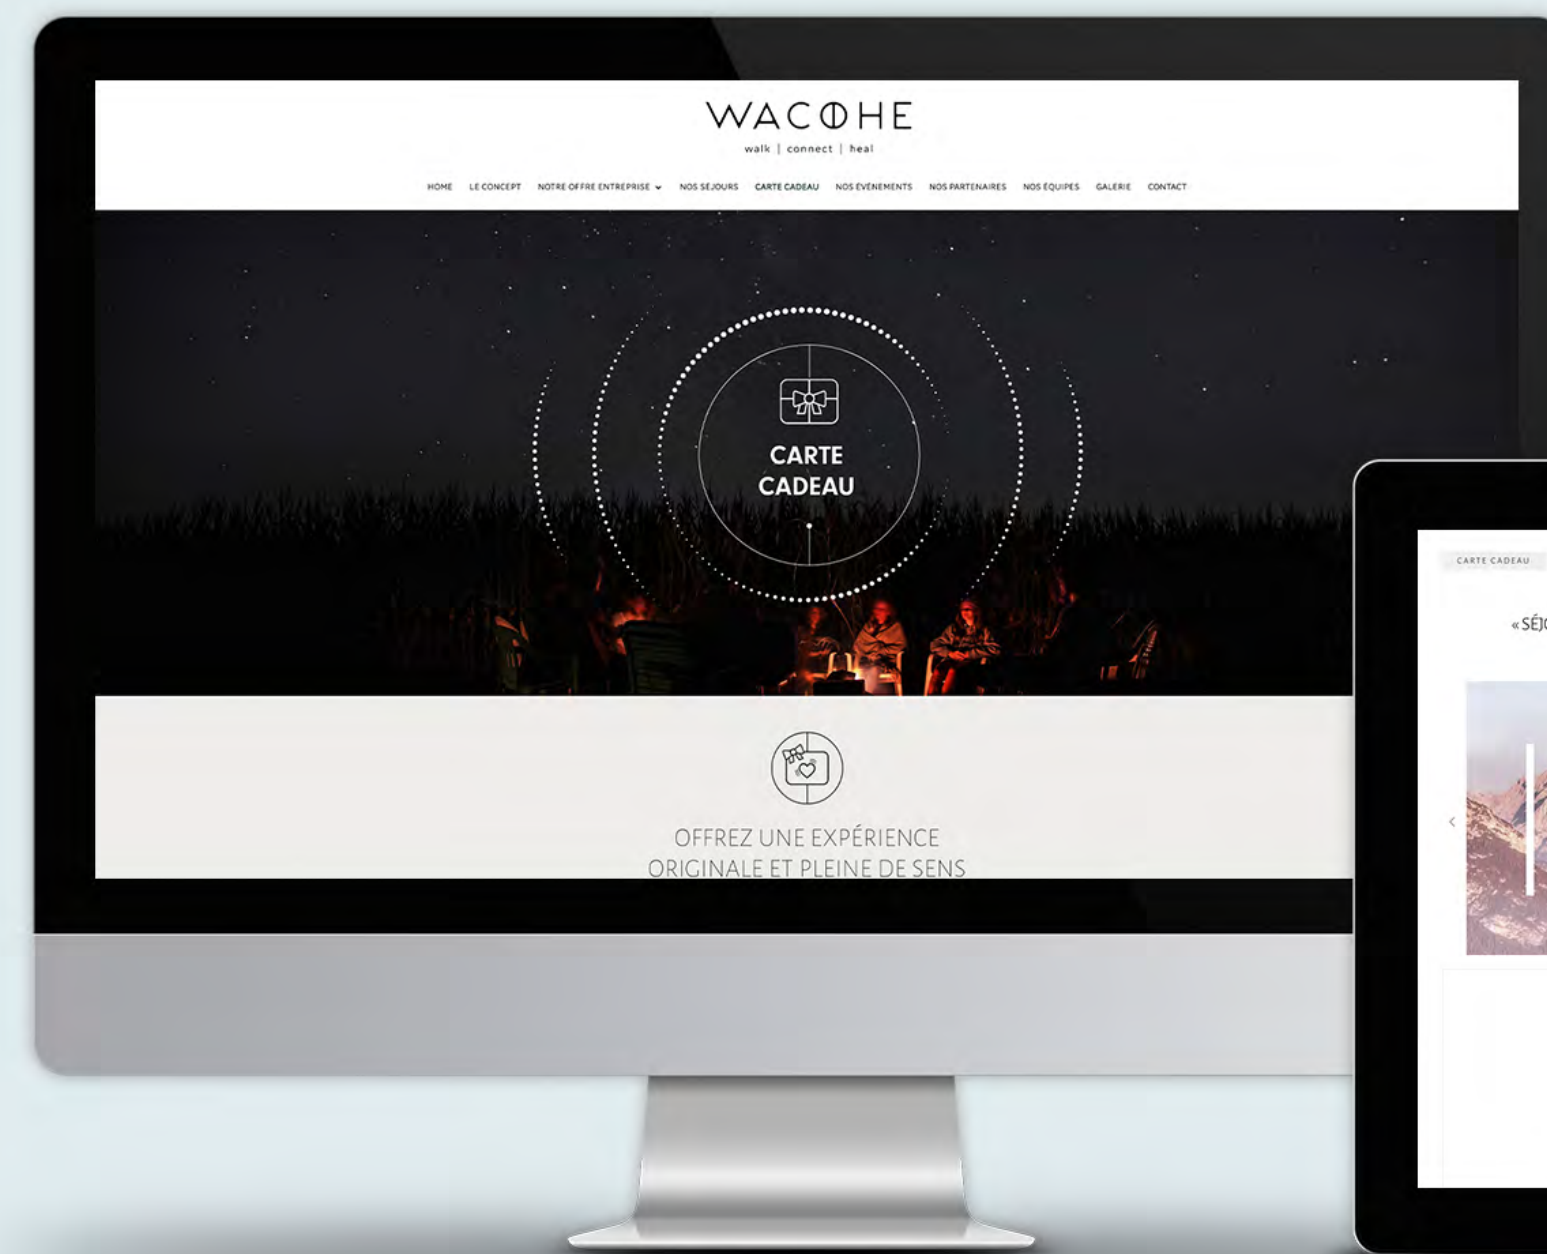 WACOHE
walk | connect | heal
HOME LE CONCEPT NOTRE OFFRE ENTREPRISE NOS SÉJOURS CARTE CADEAU NOS ÉVÉNEMENTS NOS PARTENAIRES NOS ÉQUIPES GALERIE CONTACT
CARTE
CADEAU
OFFREZ UNE EXPÉRIENCE
ORIGINALE ET PLEINE DE SENS
CARTE CADEAU